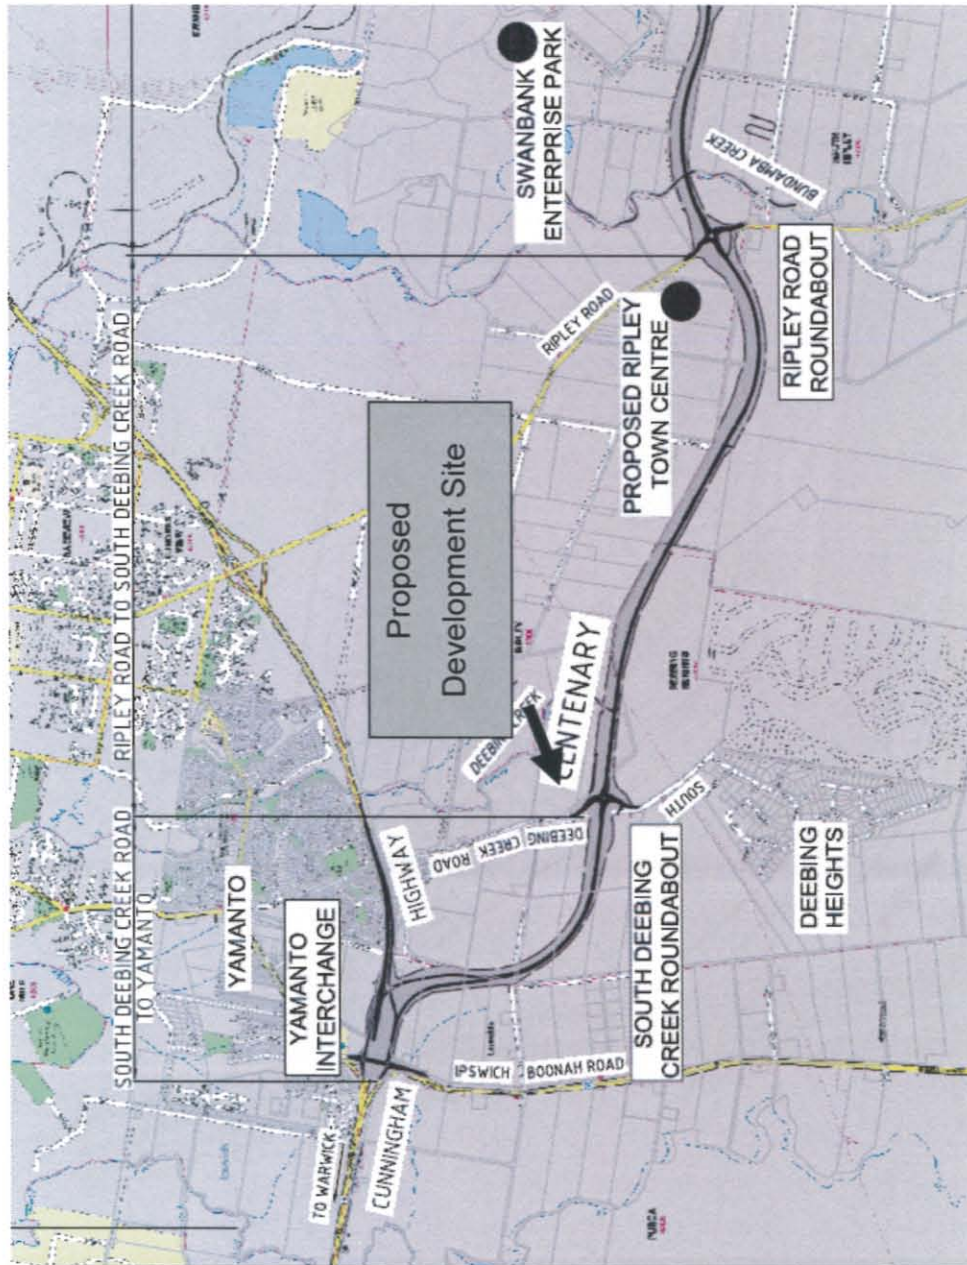 SOUTH DEEBING CREEK ROAD
TO YAMANTO
RIPLEY ROAD TO SOUTH DEEBING CREEK ROAD
YAMANTO
YAMANTO
INTERCHANGE
TO WARWICK
CUNNINGHAM
HIGHWAY
Proposed
Development Site
SWANBANK
ENTERPRISE PARK
RIPLEY ROAD
PROPOSED RIPLEY
TOWN CENTRE
BUNDAMBA CREEK
RIPLEY ROAD
ROUNDABOUT
CENTENARY
DEEBING CREEK ROAD
SOUTH
IPSWICH BOONAH ROAD
SOUTH DEEBING
CREEK ROUNDABOUT
DEEBING
HEIGHTS
PURGA